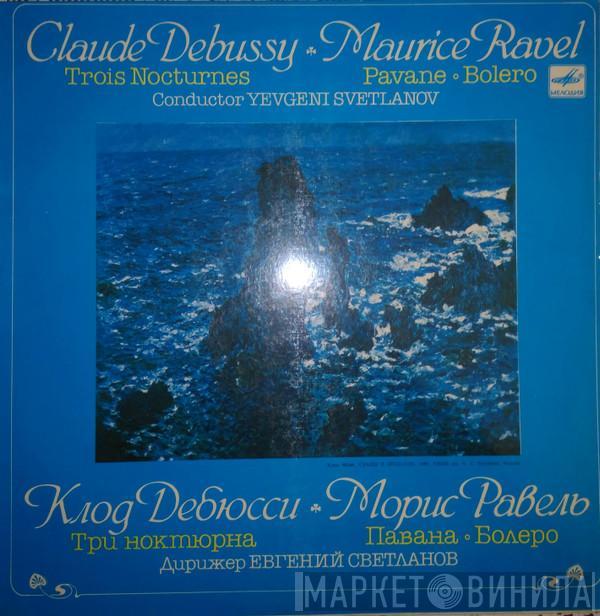 Claude Debussy ♣ Maurice Ravel
Trois Nocturnes Pavane ∘ Bolero
Conductor YEVGENI SVETLANOV
МЕЛОДИЯ
Клод Дебюсси ♣ Морис Равель
Три ноктюрна Павана ∘ Болеро
Дирижер ЕВГЕНИЙ СВЕТЛАНОВ
МАРКЕТ ВИНИЛА